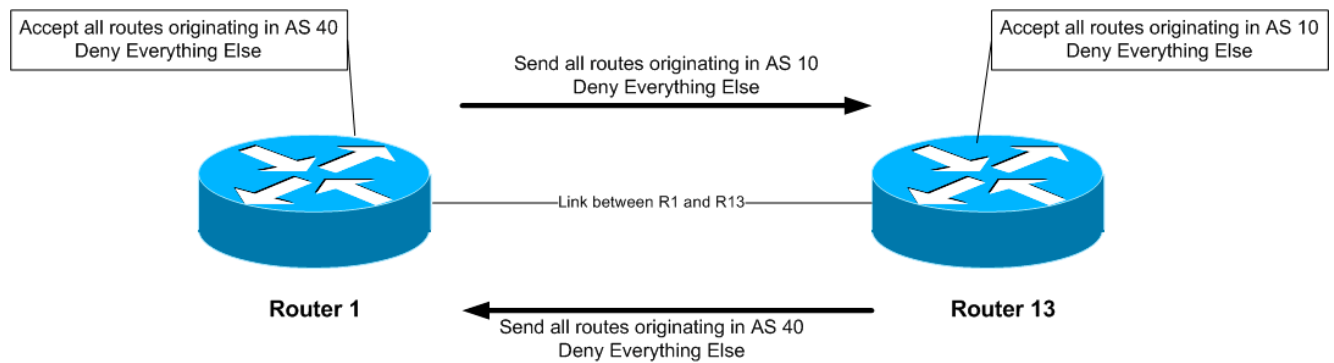 Accept all routes originating in AS 40
Deny Everything Else
Accept all routes originating in AS 10
Deny Everything Else
Send all routes originating in AS 10
Deny Everything Else
Link between R1 and R13
Router 1
Router 13
Send all routes originating in AS 40
Deny Everything Else